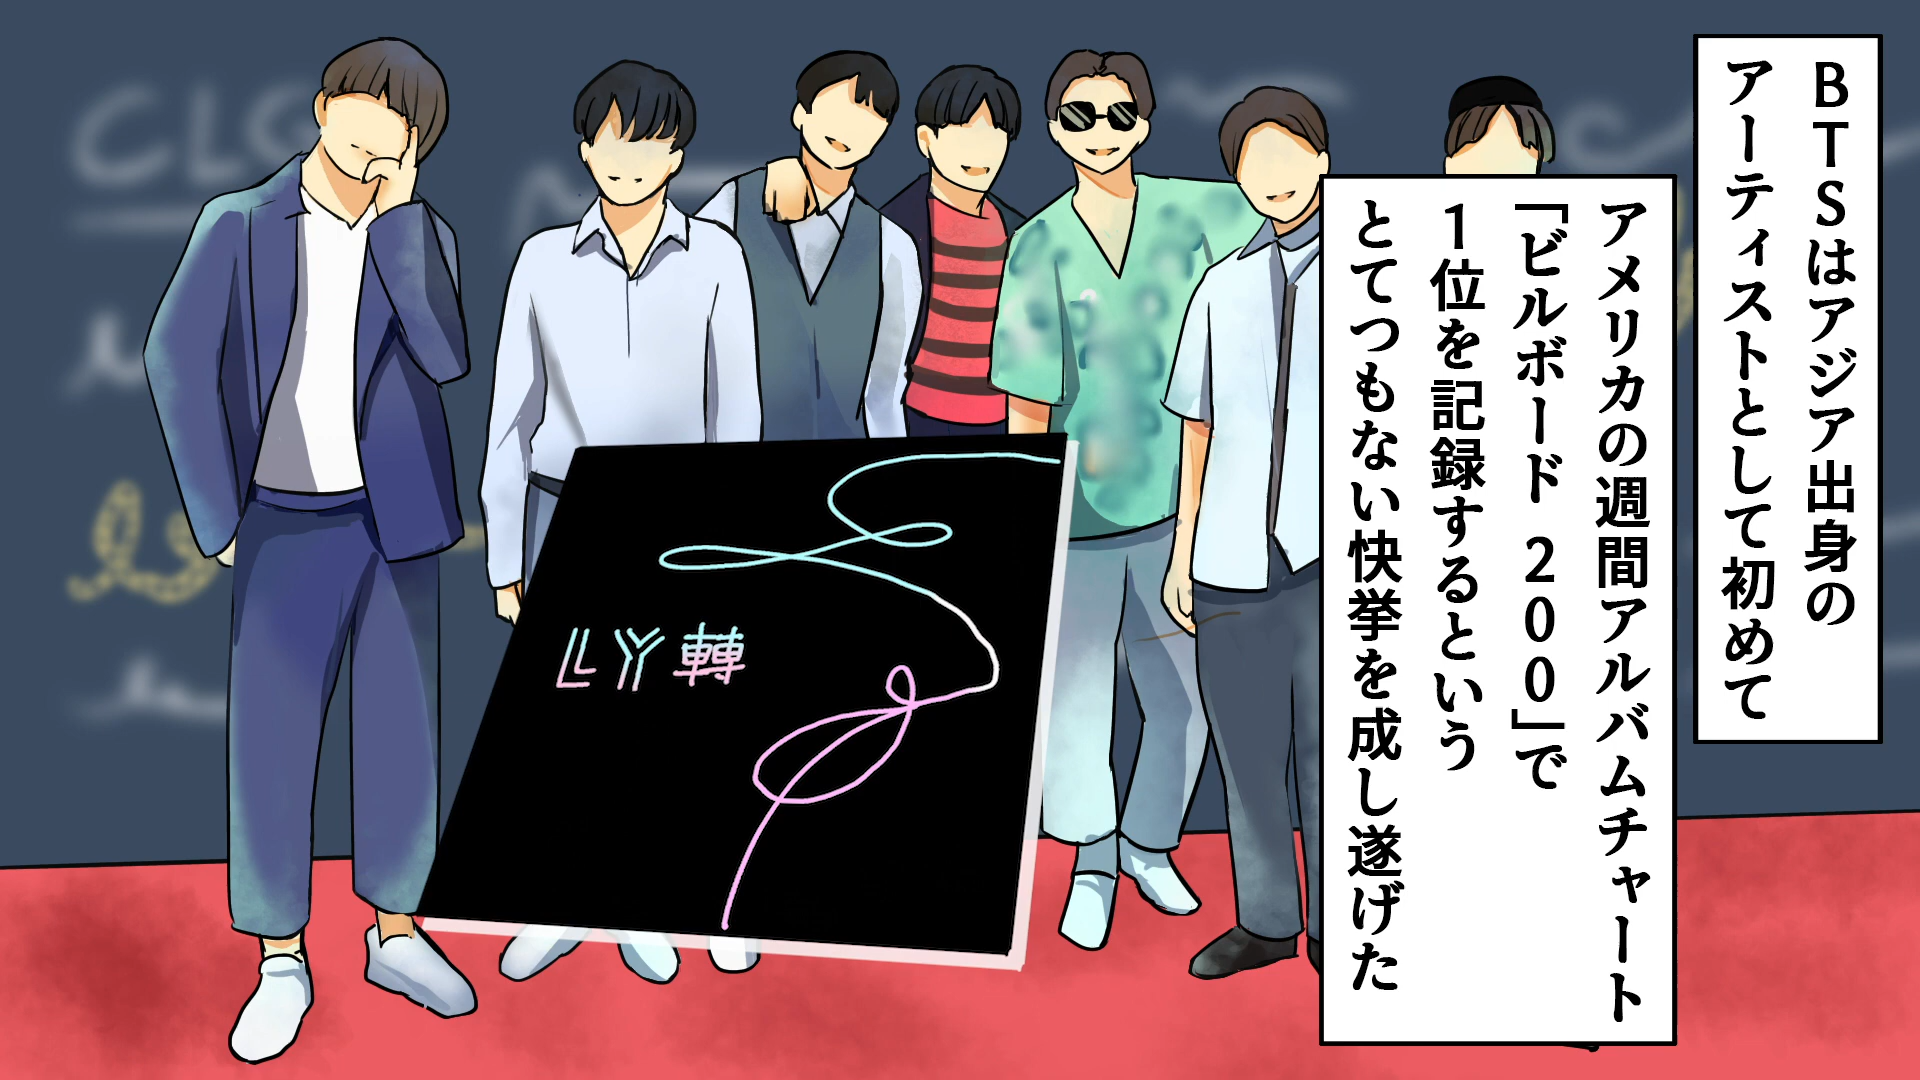 BTSはアジア出身の
アーティストとして初めて
アメリカの週間アルバムチャート
「ビルボード 200」で
1位を記録するという
とてつもない快挙を成し遂げた
LY轉